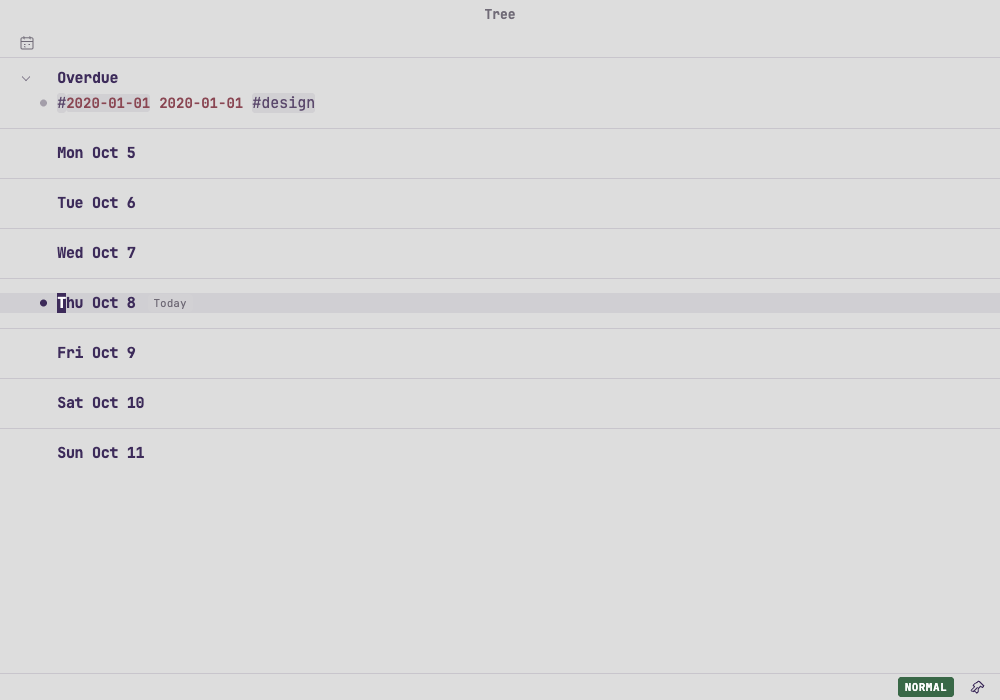 Tree
Overdue
#2020-01-01 2020-01-01 #design
Mon Oct 5
Tue Oct 6
Wed Oct 7
Thu Oct 8 Today
Fri Oct 9
Sat Oct 10
Sun Oct 11
NORMAL